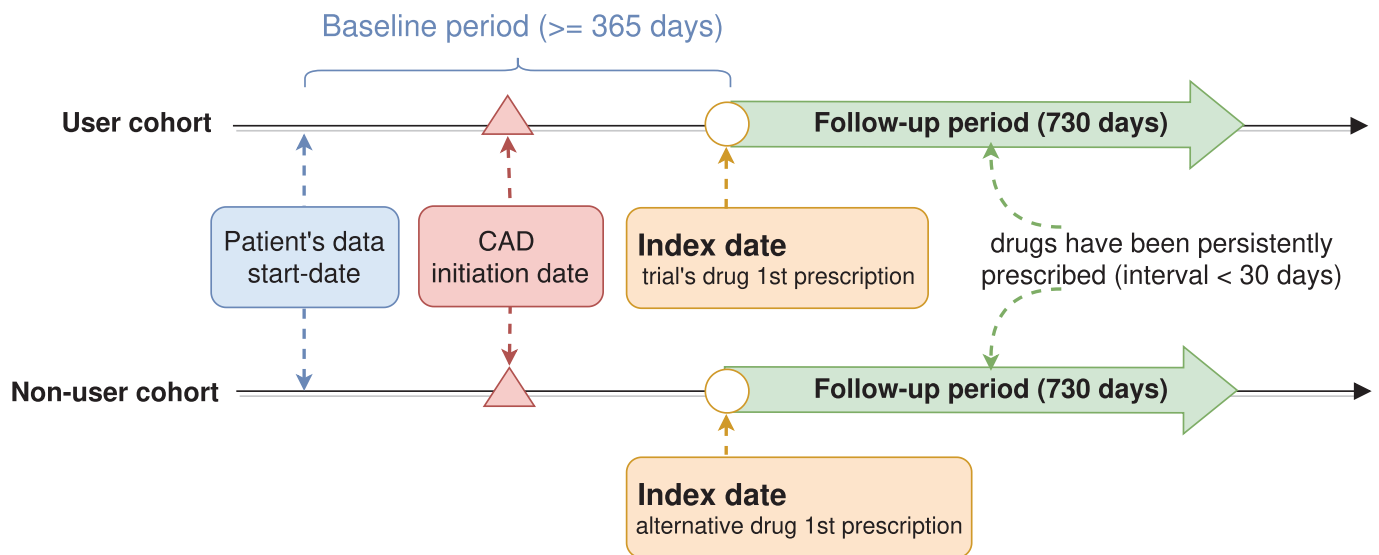 Baseline period (>= 365 days)
User cohort
Follow-up period (730 days)
Patient's data
start-date
CAD
initiation date
Index date
trial's drug 1st prescription
drugs have been persistently
prescribed (interval < 30 days)
Non-user cohort
Follow-up period (730 days)
Index date
alternative drug 1st prescription